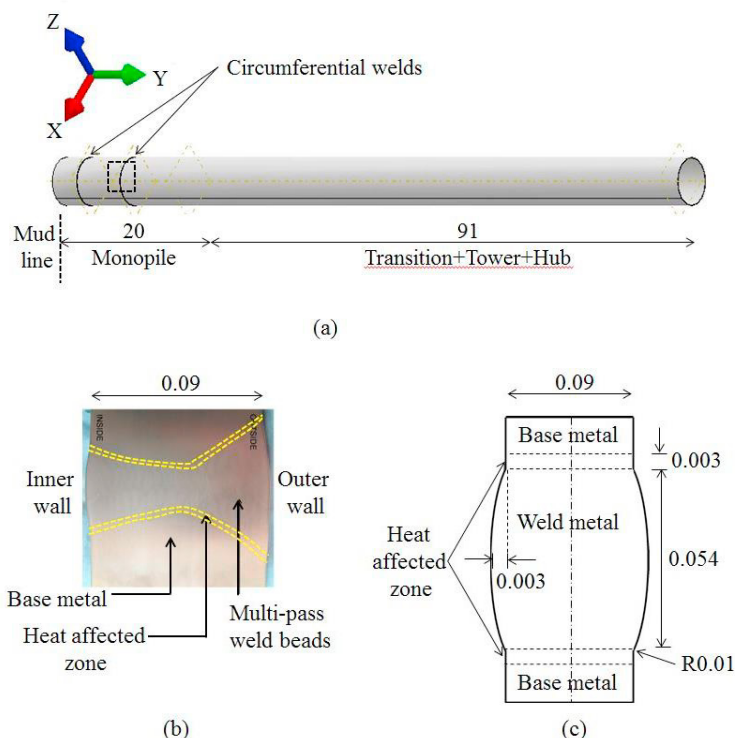 Z
Y
X
Circumferential welds
Mud
line
20
Monopile
91
Transition+Tower+Hub
(a)
0.09
INSIDE
OUTSIDE
Inner
wall
Outer
wall
Base metal
Heat affected
zone
Multi-pass
weld beads
(b)
0.09
Base metal
0.003
Weld metal
Heat
affected
zone
0.003
0.054
R0.01
Base metal
(c)